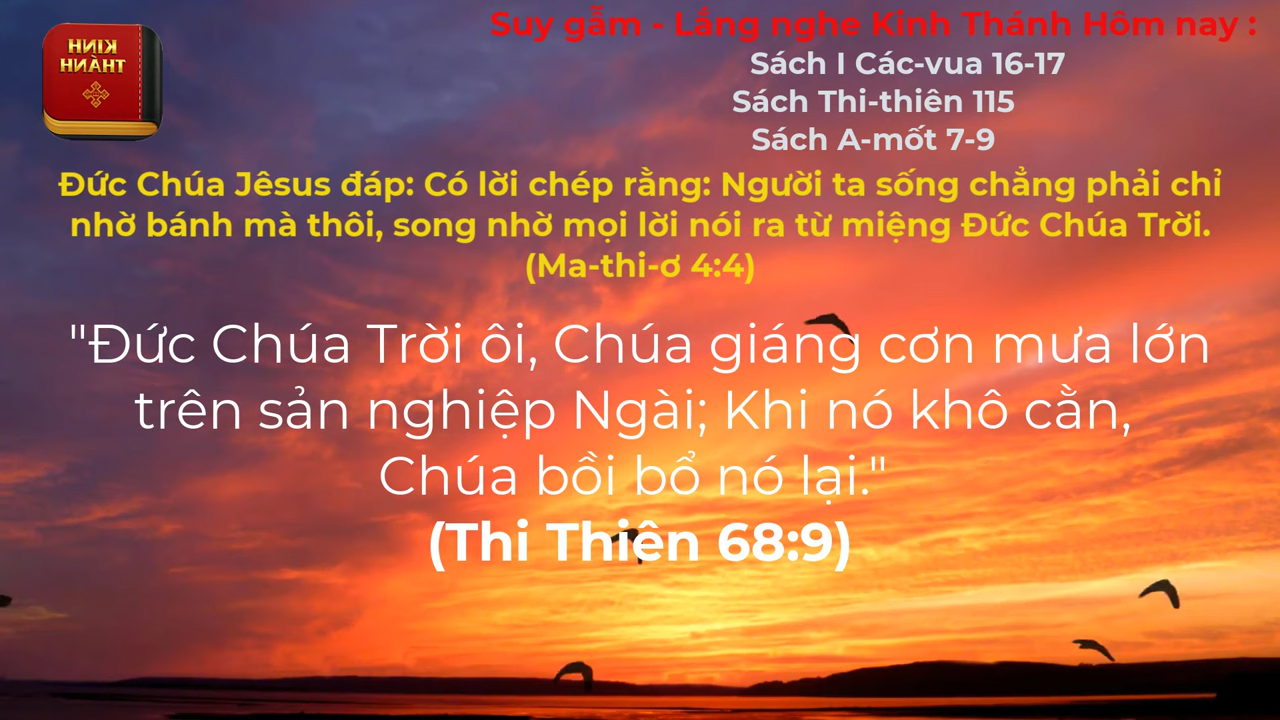 KINH
THÀNH
Suy gẫm - Lắng nghe Kinh Thánh Hôm nay :
Sách I Các-vua 16-17
Sách Thi-thiên 115
Sách A-mốt 7-9
Đức Chúa Jêsus đáp: Có lời chép rằng: Người ta sống chẳng phải chỉ
nhờ bánh mà thôi, song nhờ mọi lời nói ra từ miệng Đức Chúa Trời.
(Ma-thi-ơ 4:4)
"Đức Chúa Trời ôi, Chúa giáng cơn mưa lớn
trên sản nghiệp Ngài; Khi nó khô cằn,
Chúa bồi bổ nó lại."
(Thi Thiên 68:9)